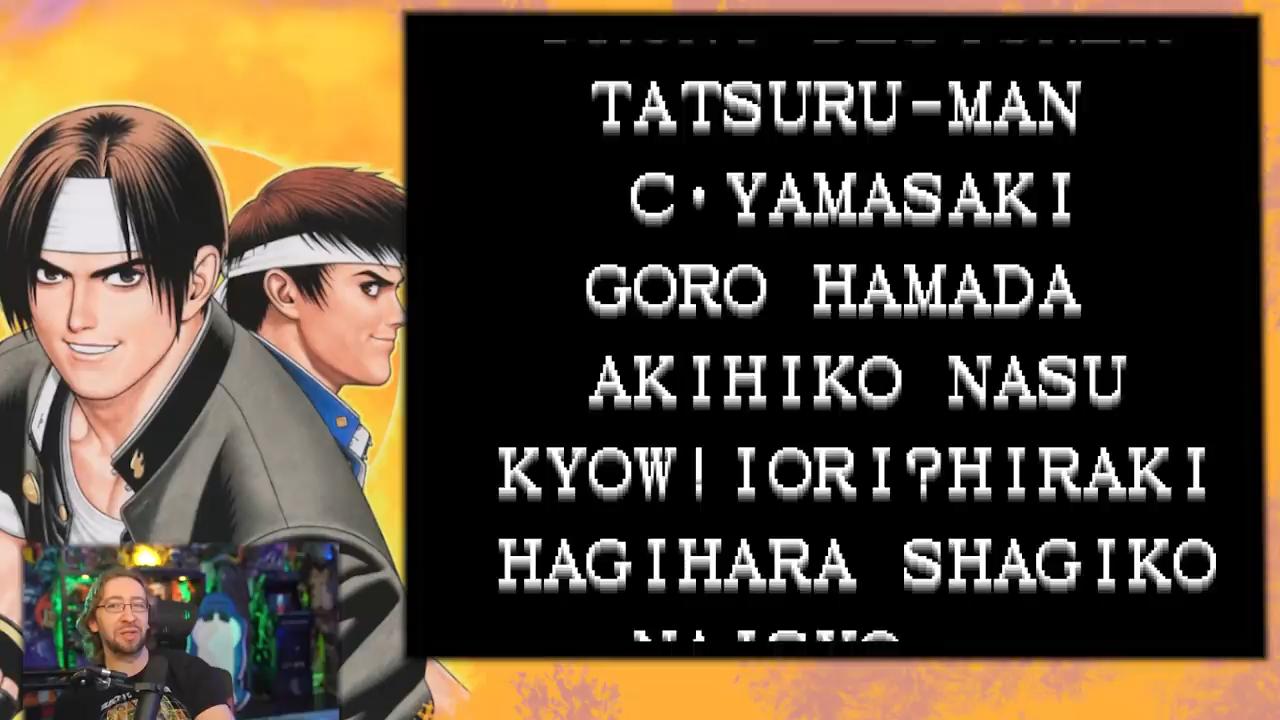 TATSURU-MAN
C·YAMASAKI
GORO HAMADA
AKIHIKO NASU
KYOW!IORI?HIRAKI
HAGIHARA SHAGIKO